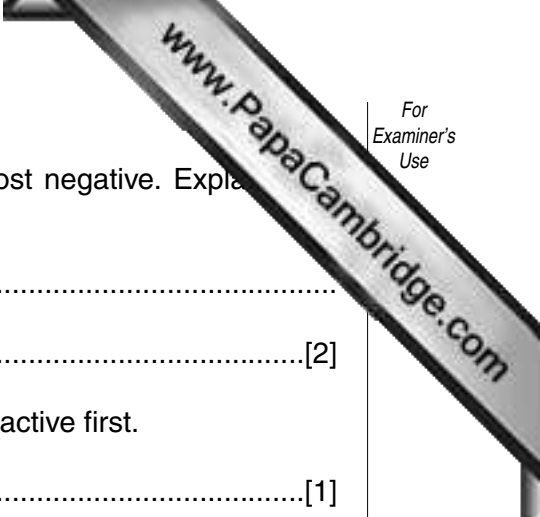 www.PapaCambridge.com
For
Examiner's
Use
ost negative. Expla
....................................................
..............................................[2]
active first.
..............................................[1]